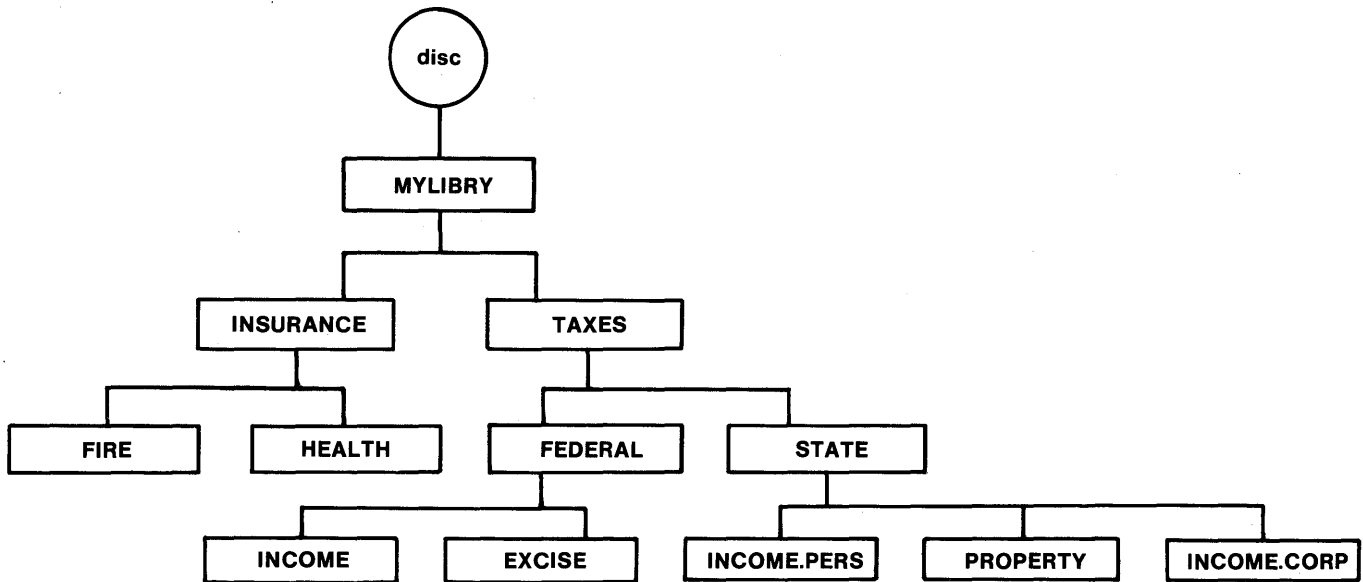 disc
MYLIBRY
INSURANCE
TAXES
FIRE
HEALTH
FEDERAL
STATE
INCOME
EXCISE
INCOME.PERS
PROPERTY
INCOME.CORP